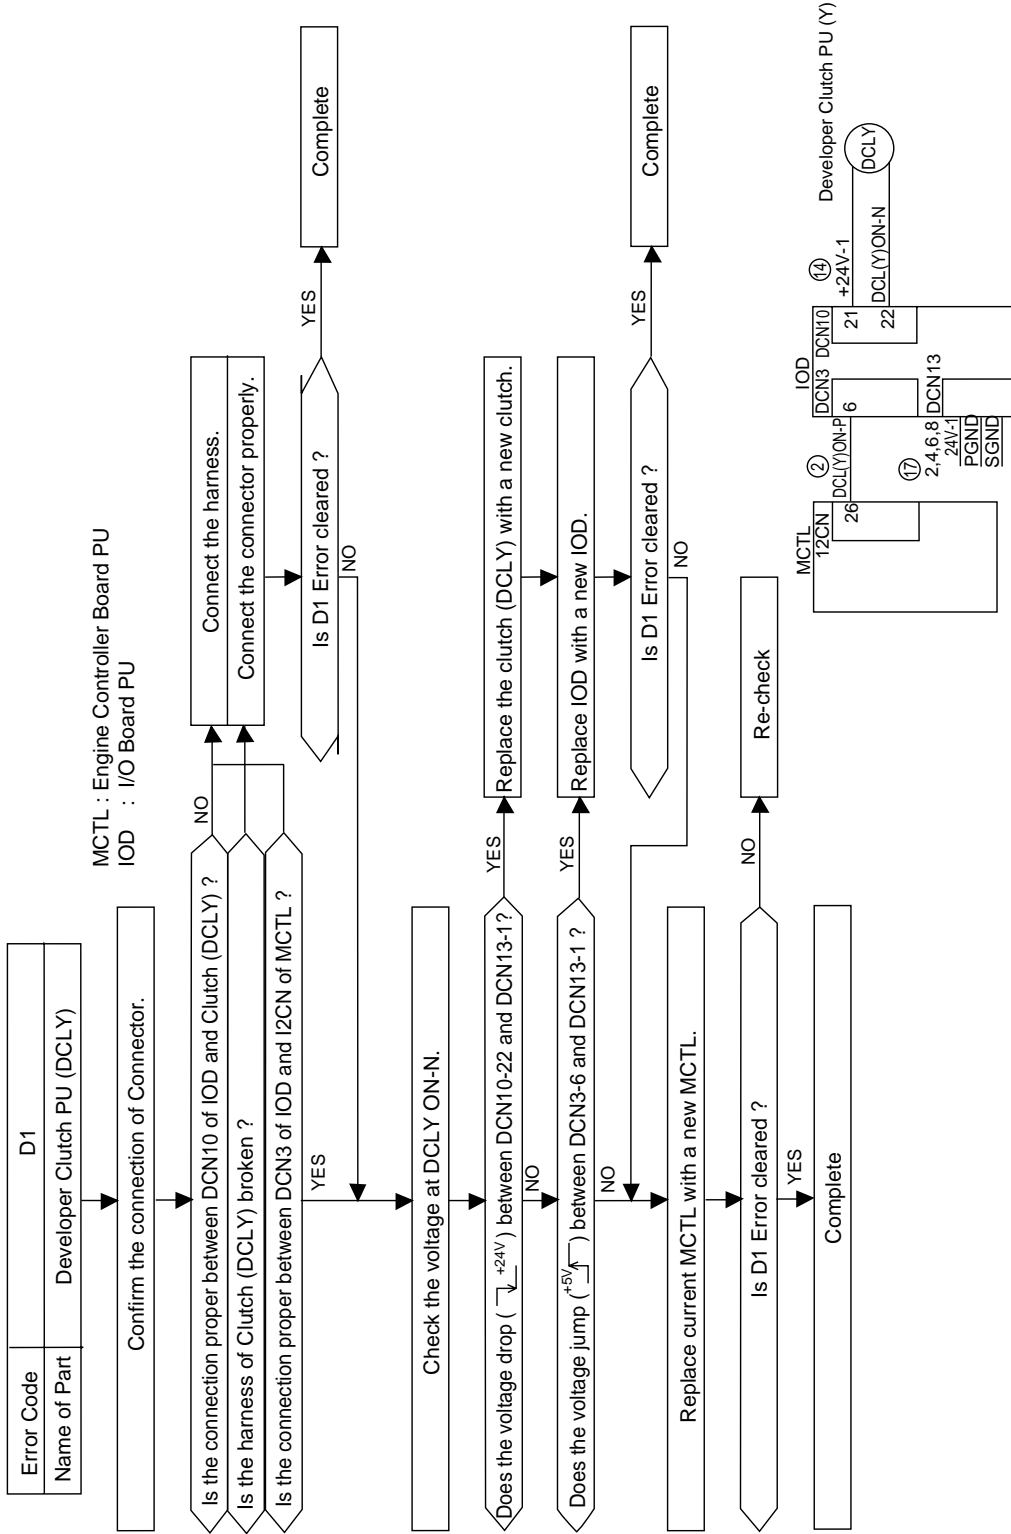 Error Code D1
Name of Part Developer Clutch PU (DCLY)
MCTL : Engine Controller Board PU
IOD : I/O Board PU
Confirm the connection of Connector.
Is the connection proper between DCN10 of IOD and Clutch (DCLY) ?
Is the harness of Clutch (DCLY) broken ?
Is the connection proper between DCN3 of IOD and I2CN of MCTL ?
NO
Connect the harness.
Connect the connector properly.
YES
Is D1 Error cleared ?
YES
Complete
NO
Check the voltage at DCLY ON-N.
Does the voltage drop ( +24V ) between DCN10-22 and DCN13-1?
YES
Replace the clutch (DCLY) with a new clutch.
NO
Does the voltage jump ( +5V ) between DCN3-6 and DCN13-1 ?
YES
Replace IOD with a new IOD.
NO
Is D1 Error cleared ?
YES
Complete
NO
Replace current MCTL with a new MCTL.
Is D1 Error cleared ?
NO
Re-check
YES
Complete
MCTL
12CN
26
2
DCL(Y)ON-P
IOD
DCN3
6
DCN10
21
22
14
+24V-1
DCL(Y)ON-N
Developer Clutch PU (Y)
DCLY
17
2,4,6,8
DCN13
24V-1
PGND
SGND